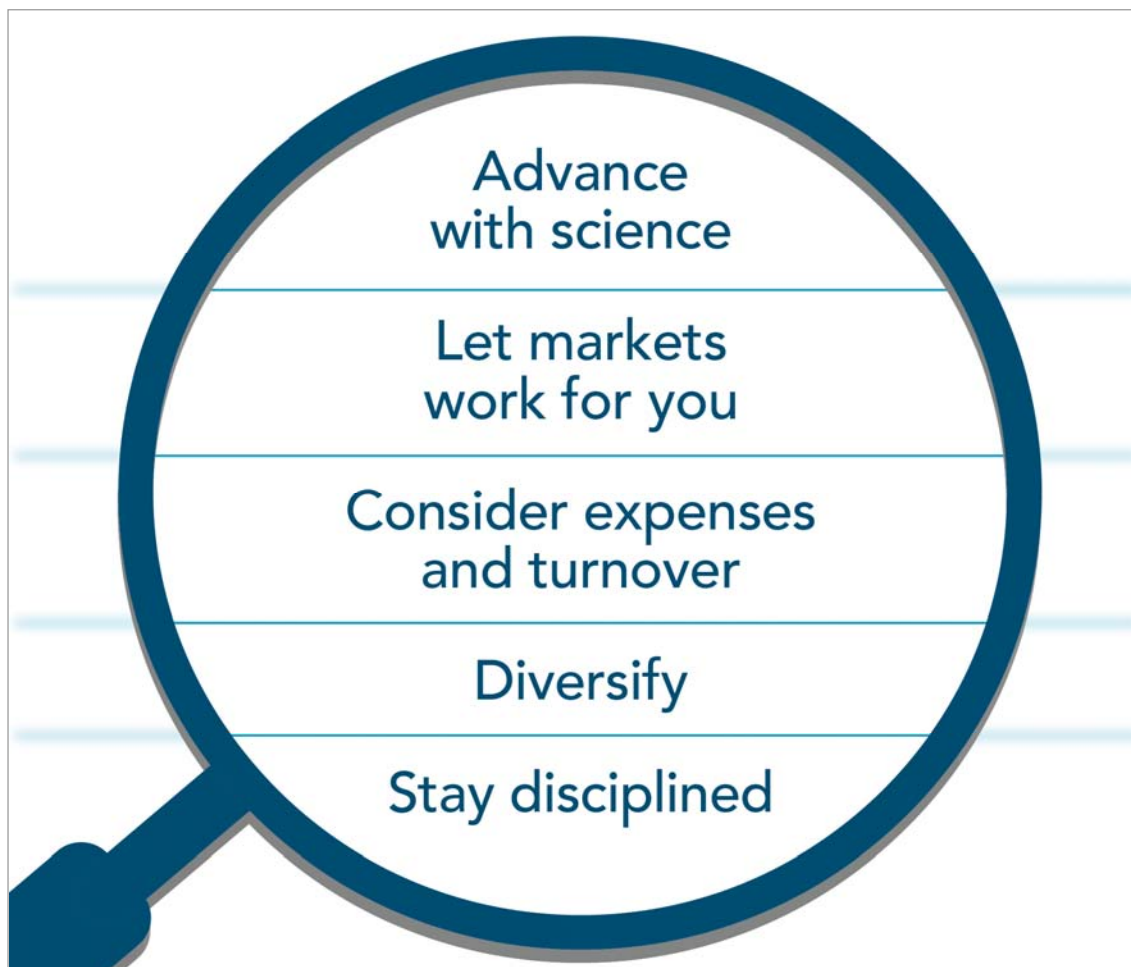 Advance
with science
Let markets
work for you
Consider expenses
and turnover
Diversify
Stay disciplined